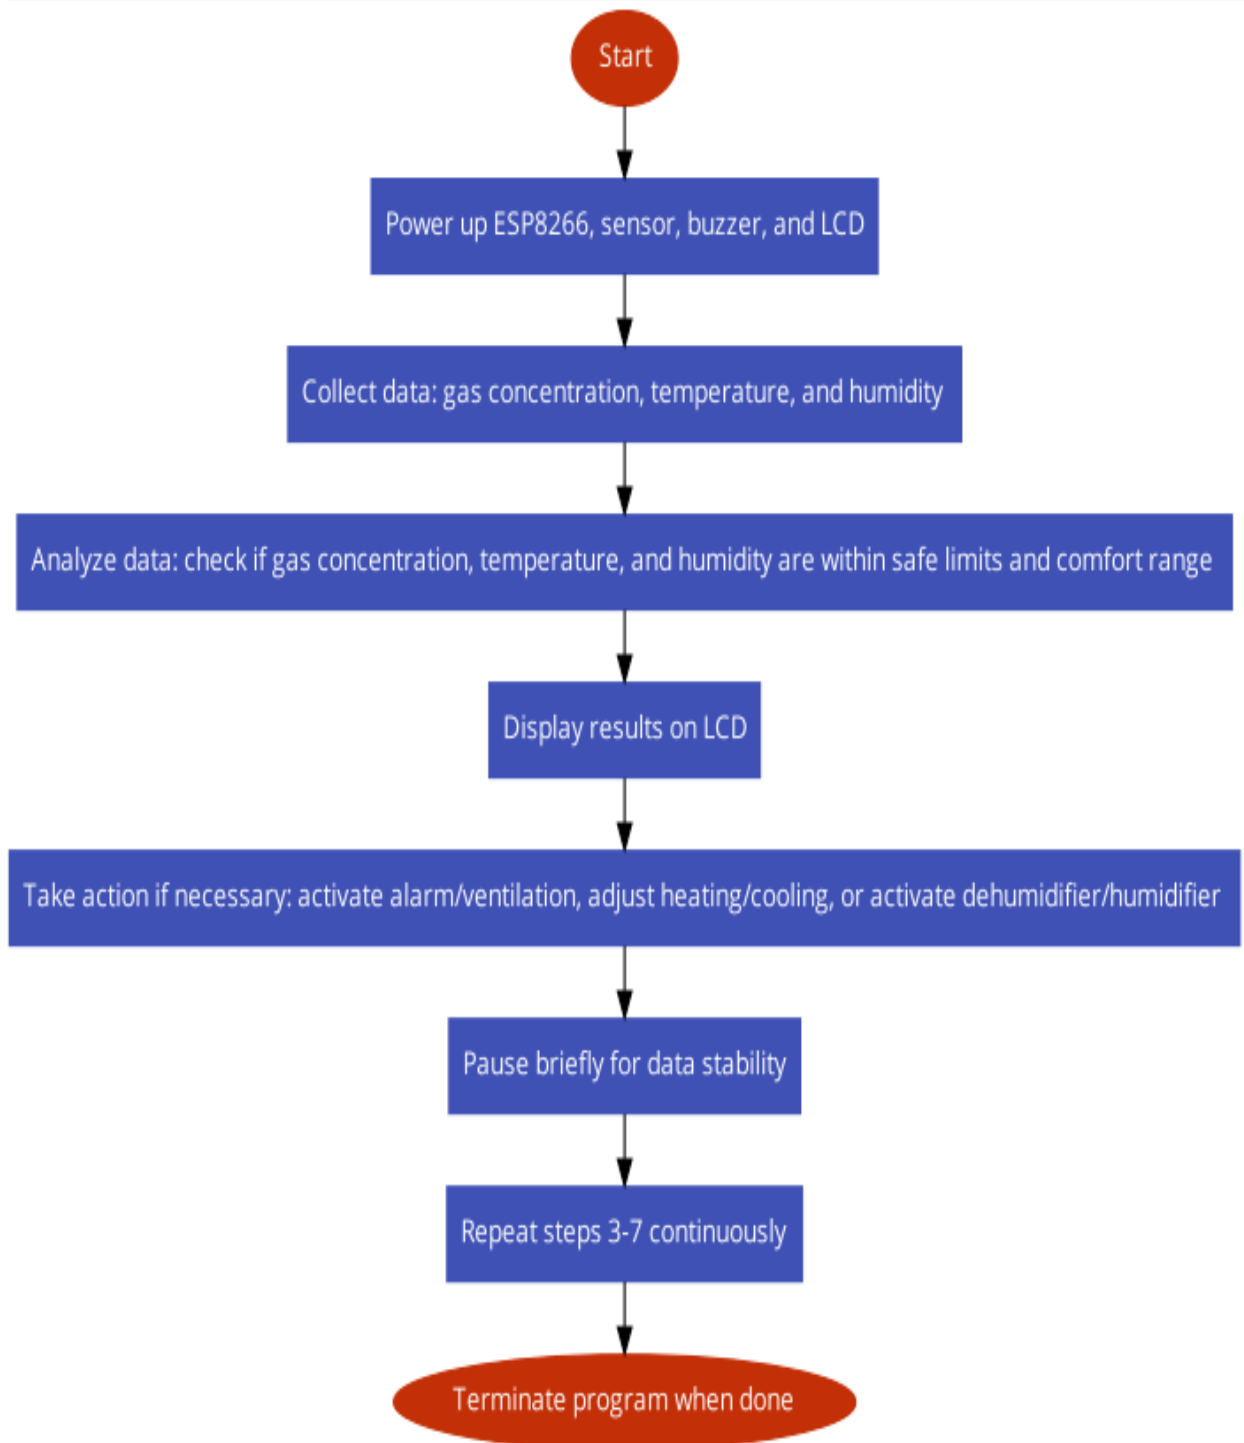 Start
Power up ESP8266, sensor, buzzer, and LCD
Collect data: gas concentration, temperature, and humidity
Analyze data: check if gas concentration, temperature, and humidity are within safe limits and comfort range
Display results on LCD
Take action if necessary: activate alarm/ventilation, adjust heating/cooling, or activate dehumidifier/humidifier
Pause briefly for data stability
Repeat steps 3-7 continuously
Terminate program when done